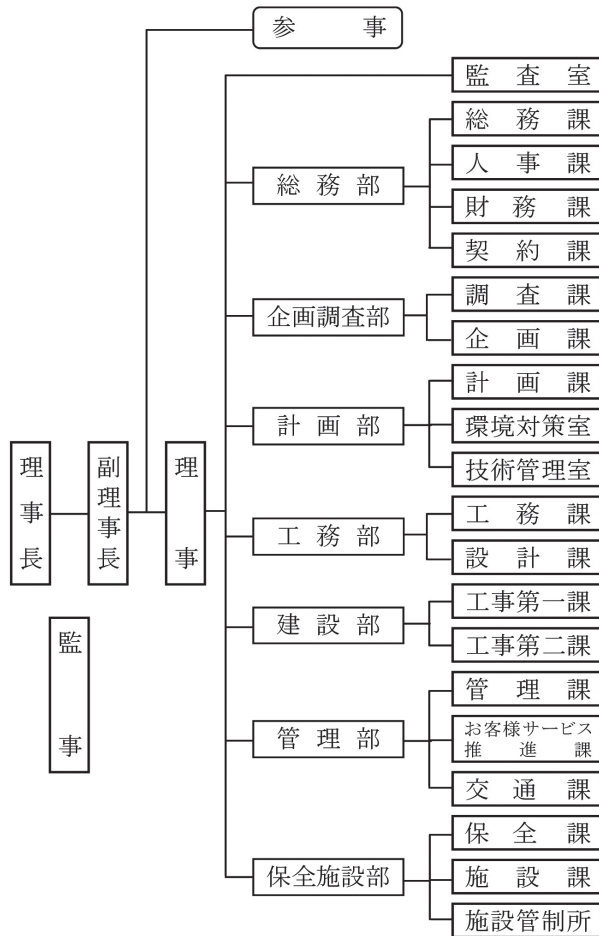 参事
監査室
総務部
総務課
人事課
財務課
契約課
企画調査部
調査課
企画課
計画部
計画課
環境対策室
技術管理室
理事長
副理事長
理事
監事
工務部
工務課
設計課
建設部
工事第一課
工事第二課
管理部
管理課
お客様サービス
推進課
交通課
保全施設部
保全課
施設課
施設管制所